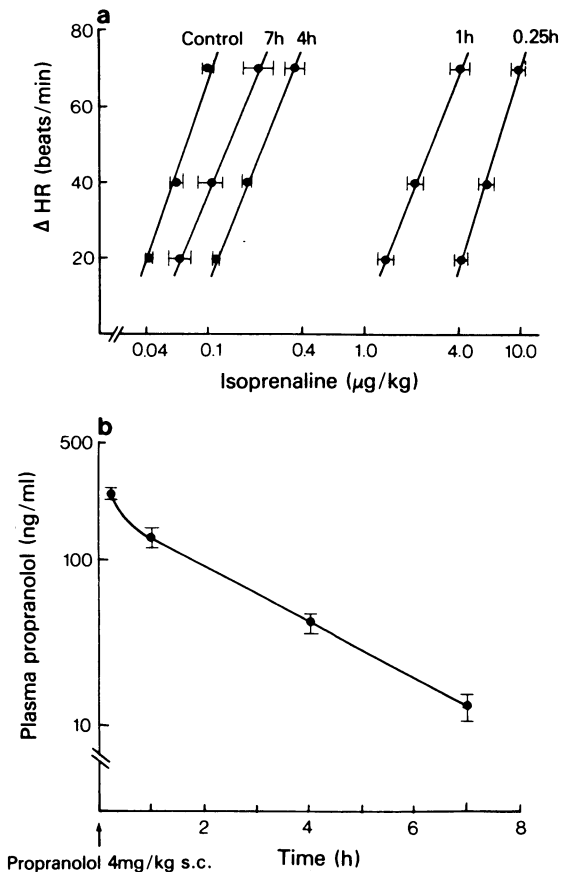 a
80
60
40
20
Δ HR (beats/min)
Control 7h 4h 1h 0.25h
0.04 0.1 0.4 1.0 4.0 10.0
Isoprenaline (μg/kg)
b
500
100
10
Plasma propranolol (ng/ml)
2 4 6 8
Time (h)
Propranolol 4mg/kg s.c.